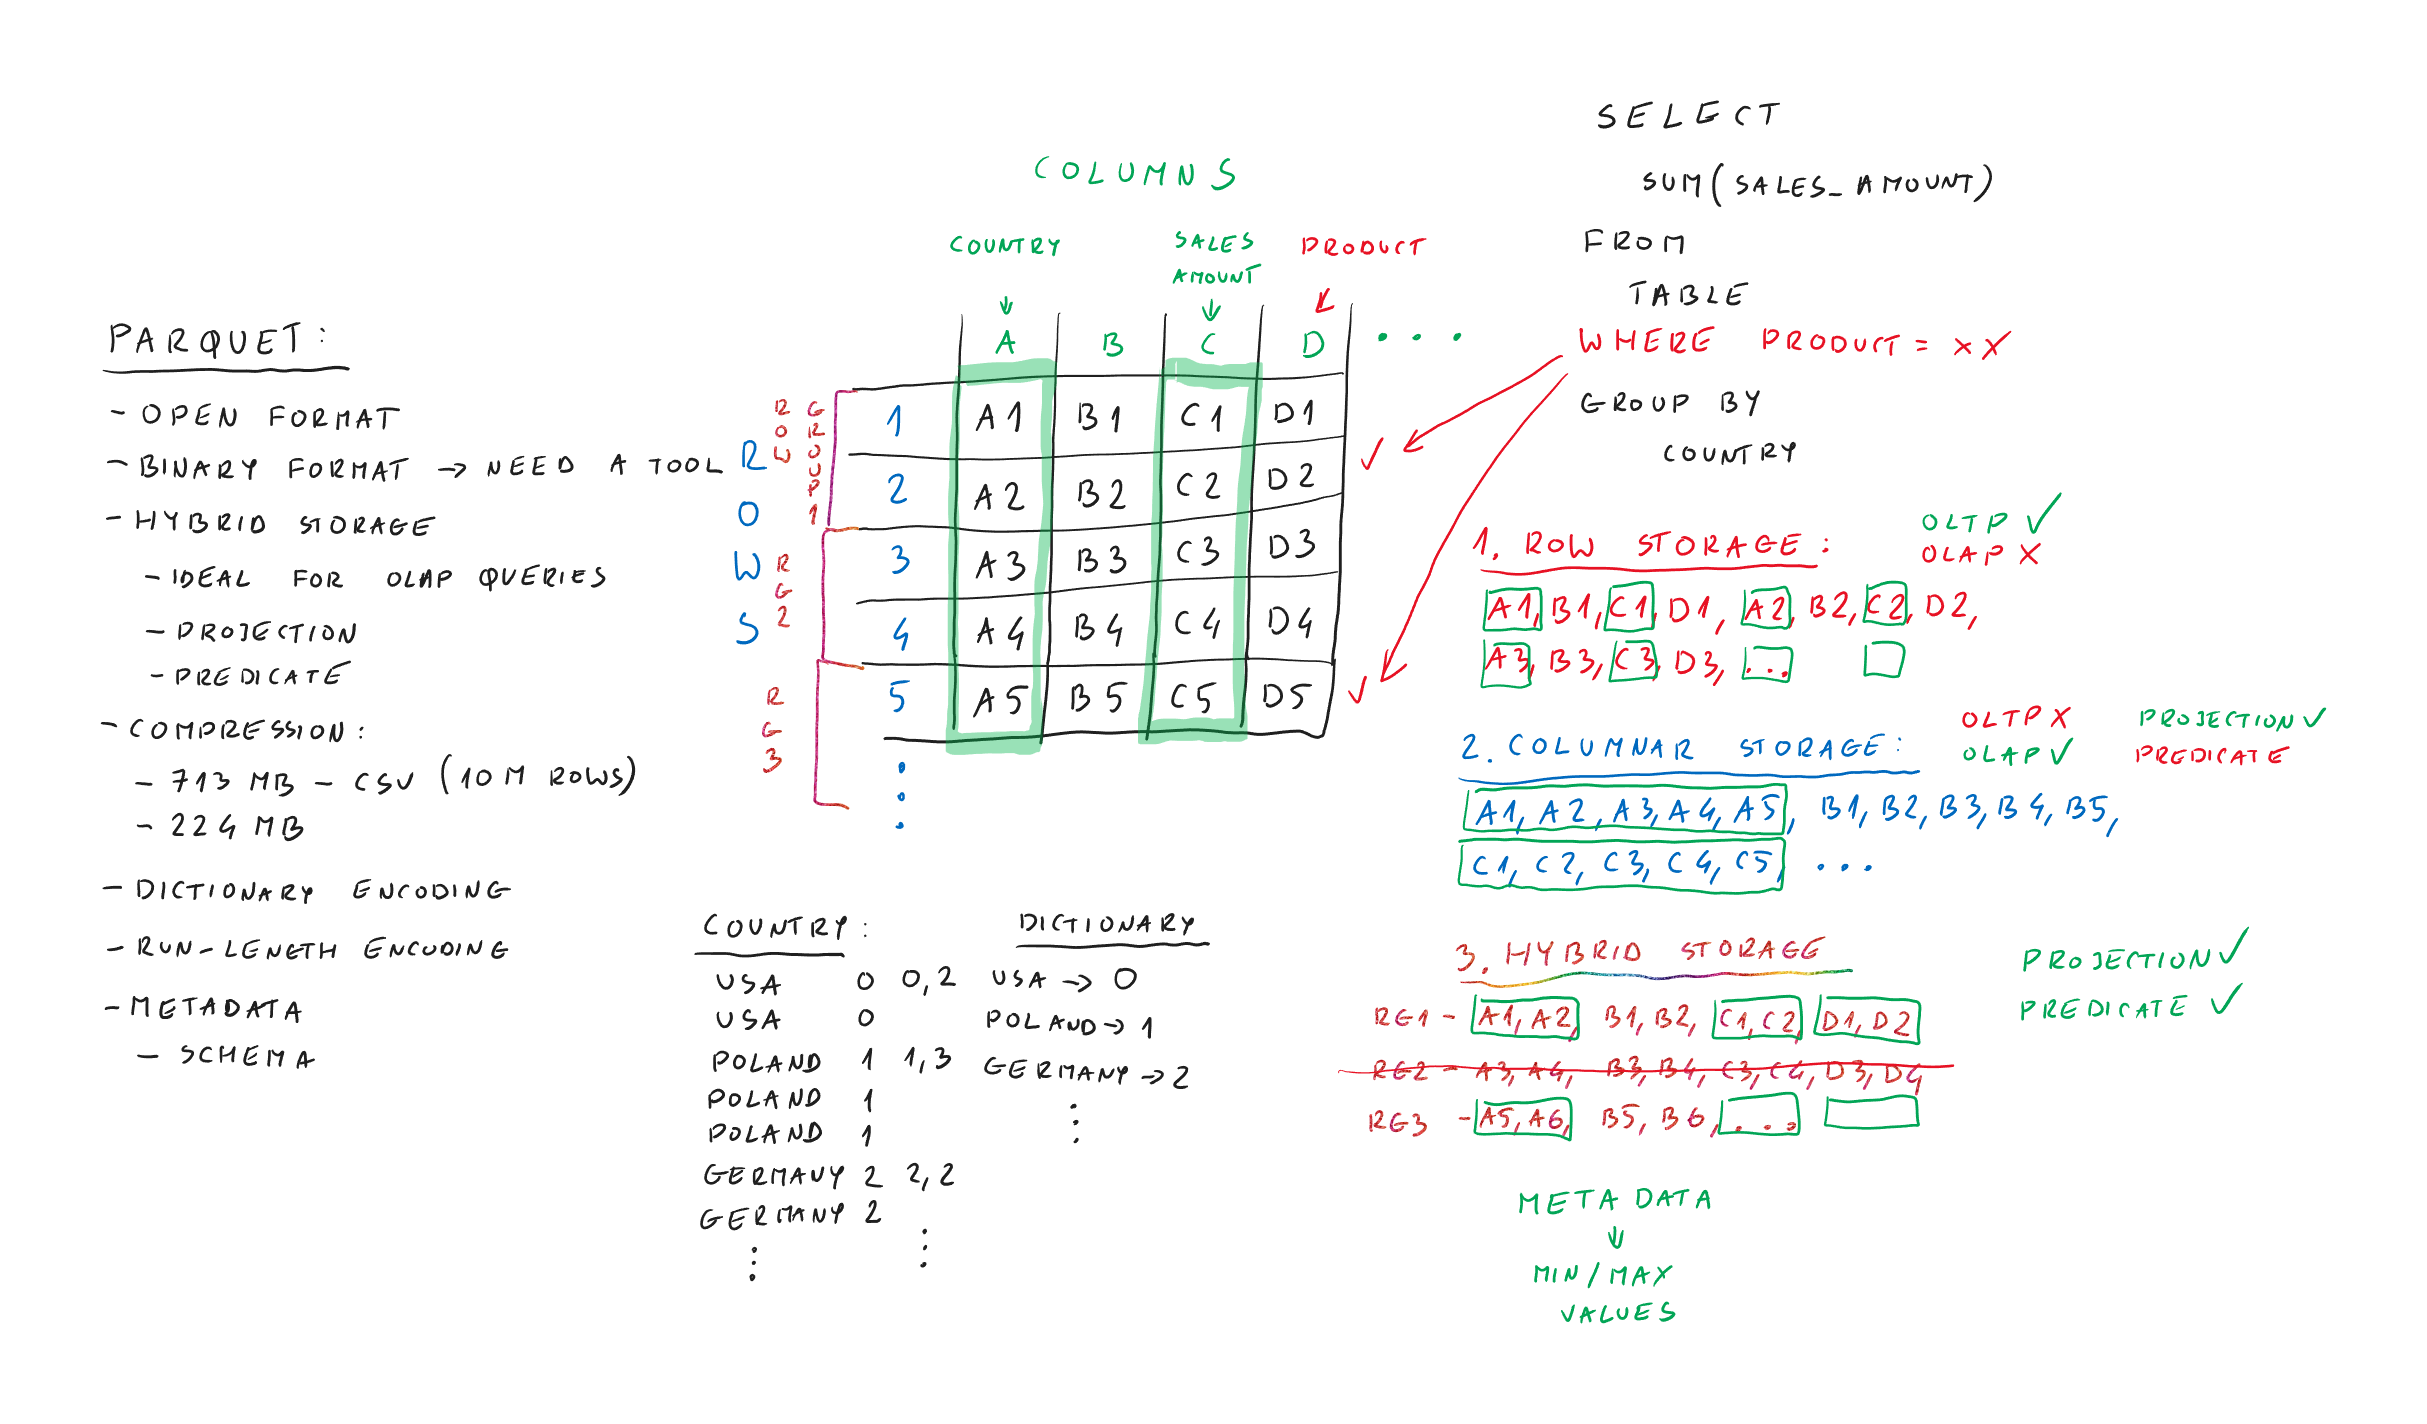 PARQUET:
- OPEN FORMAT
- BINARY FORMAT → NEED A TOOL
- HYBRID STORAGE
- IDEAL FOR OLAP QUERIES
- PROJECTION
- PREDICATE
- COMPRESSION:
- 713 MB - CSV (10 M ROWS)
- 224 MB
- DICTIONARY ENCODING
- RUN-LENGTH ENCODING
- METADATA
- SCHEMA
COLUMNS
COUNTRY SALES AMOUNT PRODUCT
↓ ↓ ↓
A B C D ...
ROWS
ROW GROUP 1
RG2
RG3
1 A1 B1 C1 D1
2 A2 B2 C2 D2 ✓
3 A3 B3 C3 D3
4 A4 B4 C4 D4
5 A5 B5 C5 D5 ✓
⋮
COUNTRY: DICTIONARY
USA 0 0,2 USA → 0
USA 0
POLAND → 1
POLAND 1 1,3
GERMANY → 2
POLAND 1
POLAND 1
⋮
GERMANY 2 2,2
GERMANY 2
⋮ ⋮
SELECT
SUM(SALES_AMOUNT)
FROM
TABLE
WHERE PRODUCT = XX
GROUP BY
COUNTRY
1. ROW STORAGE: OLTP ✓
OLAP X
A1, B1, C1, D1, A2, B2, C2, D2,
A3, B3, C3, D3, ...
2. COLUMNAR STORAGE: OLTP X PROJECTION ✓
OLAP ✓ PREDICATE
A1, A2, A3, A4, A5, B1, B2, B3, B4, B5,
C1, C2, C3, C4, C5, ...
3. HYBRID STORAGE PROJECTION ✓
PREDICATE ✓
RG1 - A1, A2, B1, B2, C1, C2, D1, D2
RG2 - A3, A4, B3, B4, C3, C4, D3, D4
RG3 - A5, A6, B5, B6, ...
META DATA
↓
MIN/MAX
VALUES